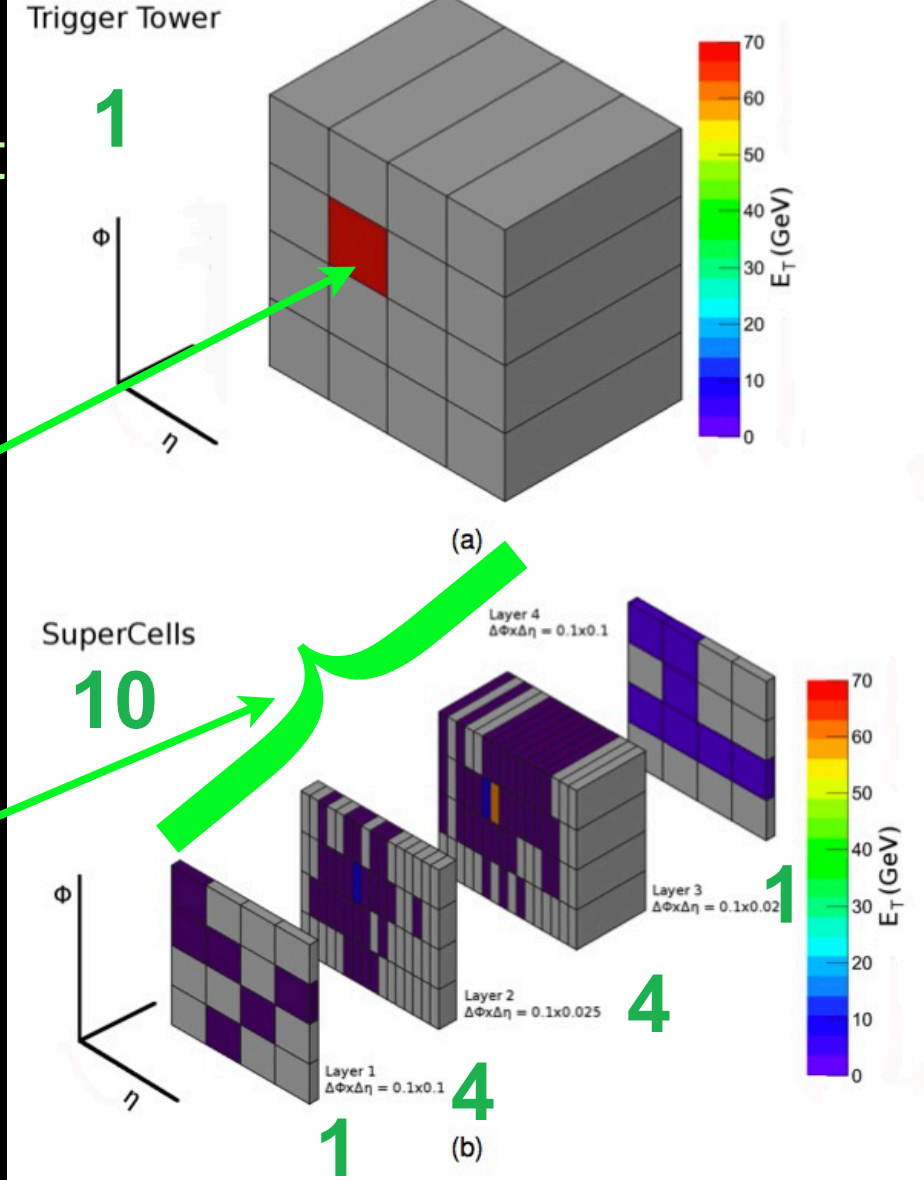 Trigger Tower
1
70
60
50
40
30
20
10
0
E_T (GeV)
Φ
η
(a)
SuperCells
10
Layer 4
ΔΦxΔη = 0.1x0.1
70
60
50
40
30
20
10
0
E_T (GeV)
Layer 3
ΔΦxΔη = 0.1x0.02
1
Φ
η
Layer 2
ΔΦxΔη = 0.1x0.025
4
Layer 1
ΔΦxΔη = 0.1x0.1
4
1
(b)